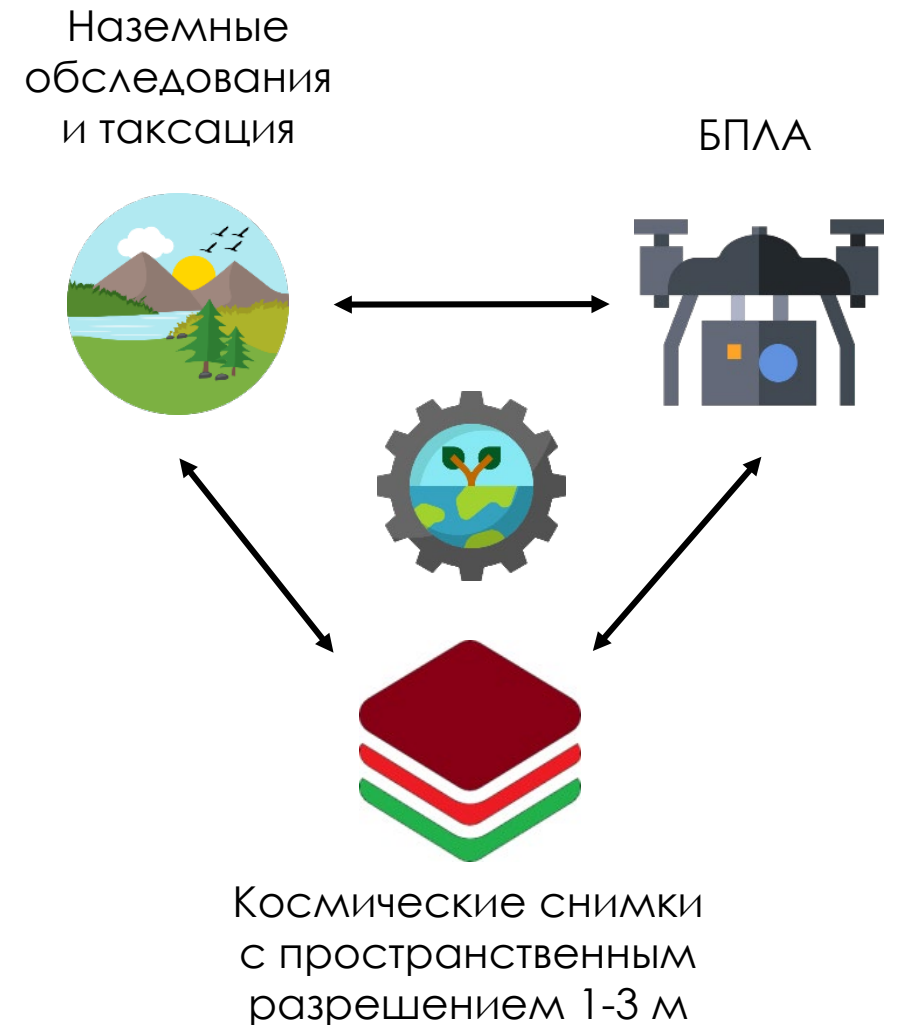 Наземные
обследования
и таксация
БПЛА
Космические снимки
с пространственным
разрешением 1-3 м